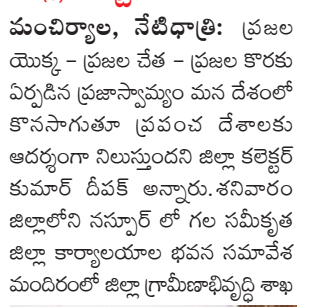 మంచిర్యాల, నేటిధాత్రి: ప్రజల
యొక్క – ప్రజల చేత – ప్రజల కొరకు
ఏర్పడిన ప్రజాస్వామ్యం మన దేశంలో
కొనసాగుతూ ప్రపంచ దేశాలకు
ఆదర్శంగా నిలుస్తుందని జిల్లా కలెక్టర్
కుమార్ దీపక్ అన్నారు.శనివారం
జిల్లాలోని నస్పూర్ లో గల సమీకృత
జిల్లా కార్యాలయాల భవన సమావేశ
మందిరంలో జిల్లా గ్రామీణాభివృద్ధి శాఖ